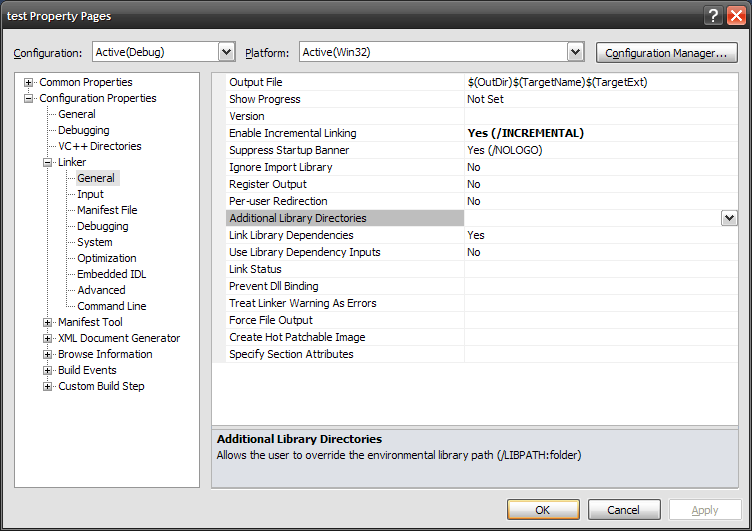 test Property Pages
Configuration: Active(Debug) Platform: Active(Win32) Configuration Manager...
Common Properties
Configuration Properties
General
Debugging
VC++ Directories
Linker
General
Input
Manifest File
Debugging
System
Optimization
Embedded IDL
Advanced
Command Line
Manifest Tool
XML Document Generator
Browse Information
Build Events
Custom Build Step
Output File $(OutDir)$(TargetName)$(TargetExt)
Show Progress Not Set
Version
Enable Incremental Linking Yes (/INCREMENTAL)
Suppress Startup Banner Yes (/NOLOGO)
Ignore Import Library No
Register Output No
Per-user Redirection No
Additional Library Directories
Link Library Dependencies Yes
Use Library Dependency Inputs No
Link Status
Prevent Dll Binding
Treat Linker Warning As Errors
Force File Output
Create Hot Patchable Image
Specify Section Attributes
Additional Library Directories
Allows the user to override the environmental library path (/LIBPATH:folder)
OK Cancel Apply